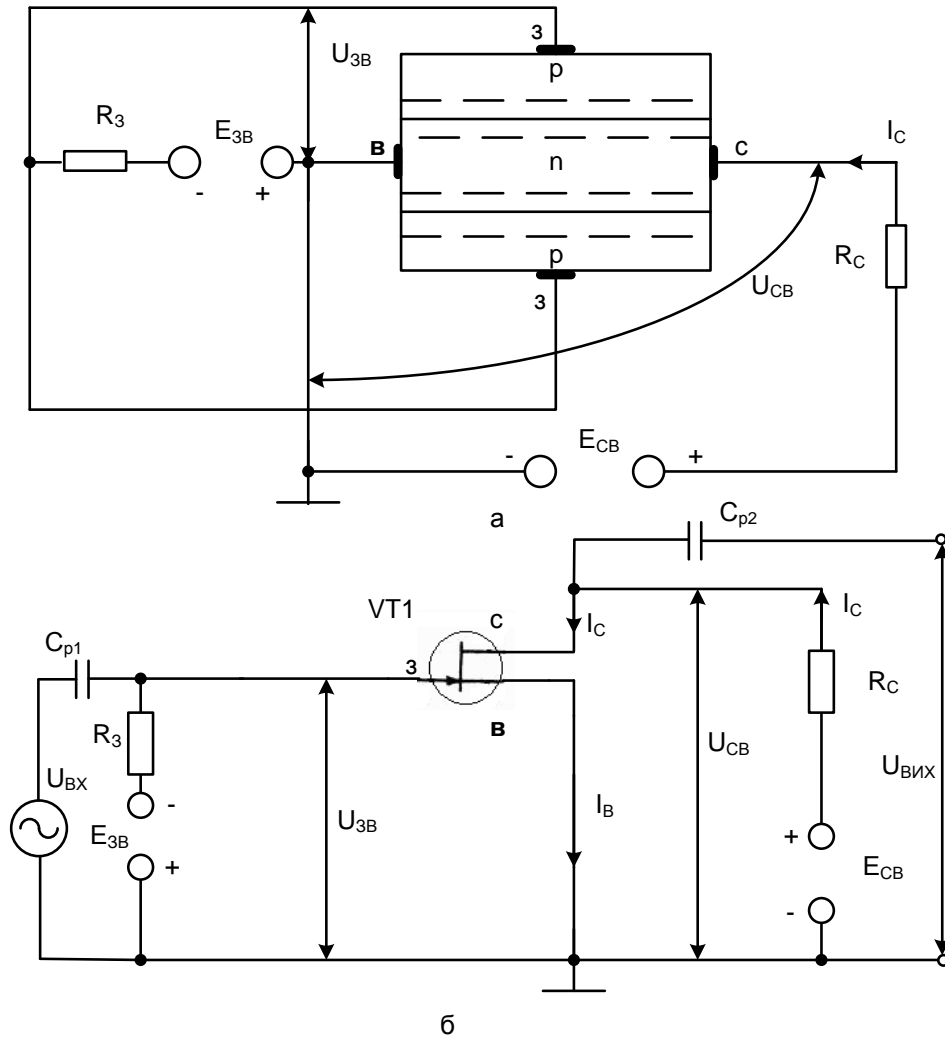 з
U_ЗВ
p
R_З
E_ЗВ
I_С
в
n
с
-
+
R_С
p
з
U_СВ
E_СВ
-
+
а
C_р2
VT1
с
I_С
I_С
C_р1
з
R_С
R_З
в
U_СВ
U_ВИХ
U_ВХ
-
I_В
U_ЗВ
E_ЗВ
+
+
E_СВ
-
б